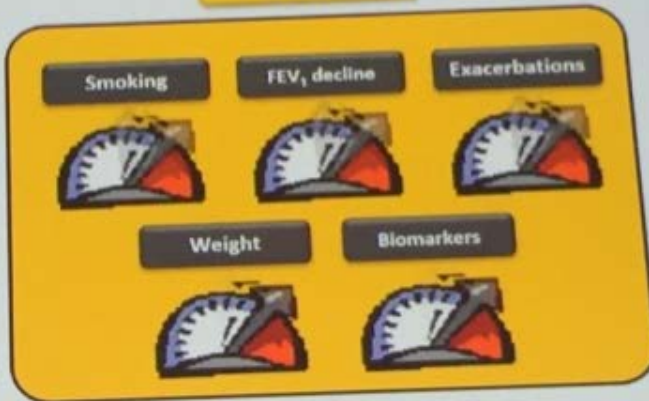 Smoking
FEV₁ decline
Exacerbations
Weight
Biomarkers